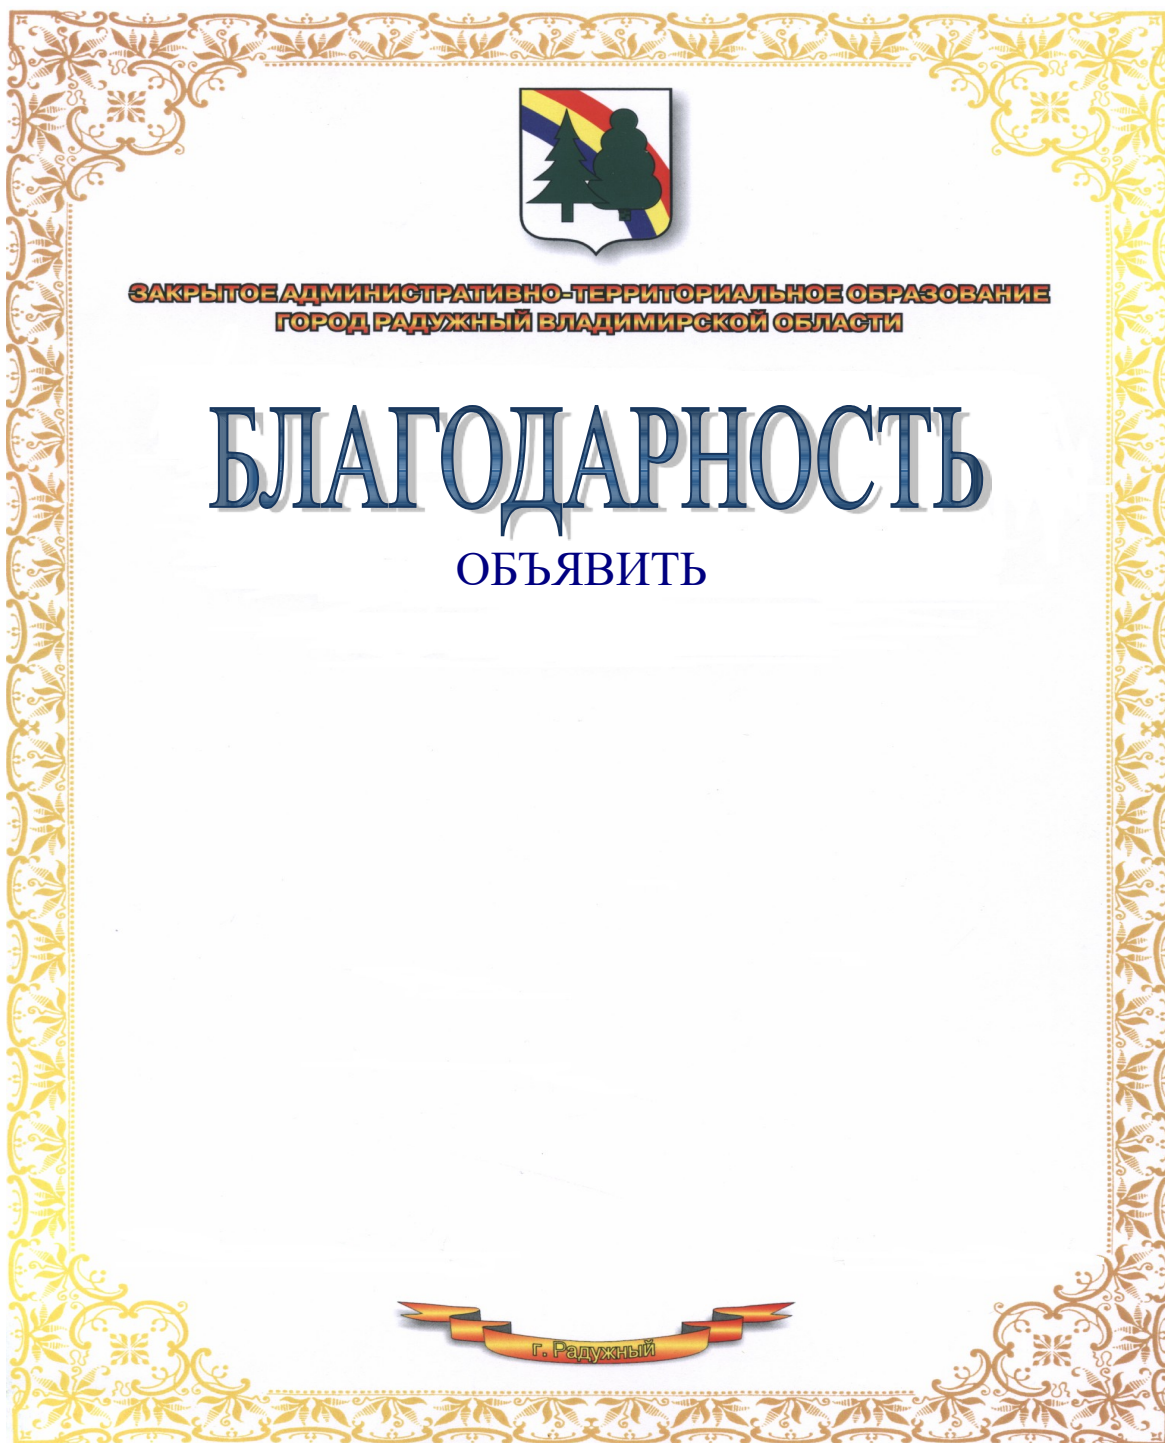 ЗАКРЫТОЕ АДМИНИСТРАТИВНО-ТЕРРИТОРИАЛЬНОЕ ОБРАЗОВАНИЕ
ГОРОД РАДУЖНЫЙ ВЛАДИМИРСКОЙ ОБЛАСТИ
БЛАГОДАРНОСТЬ
ОБЪЯВИТЬ
г. Радужный